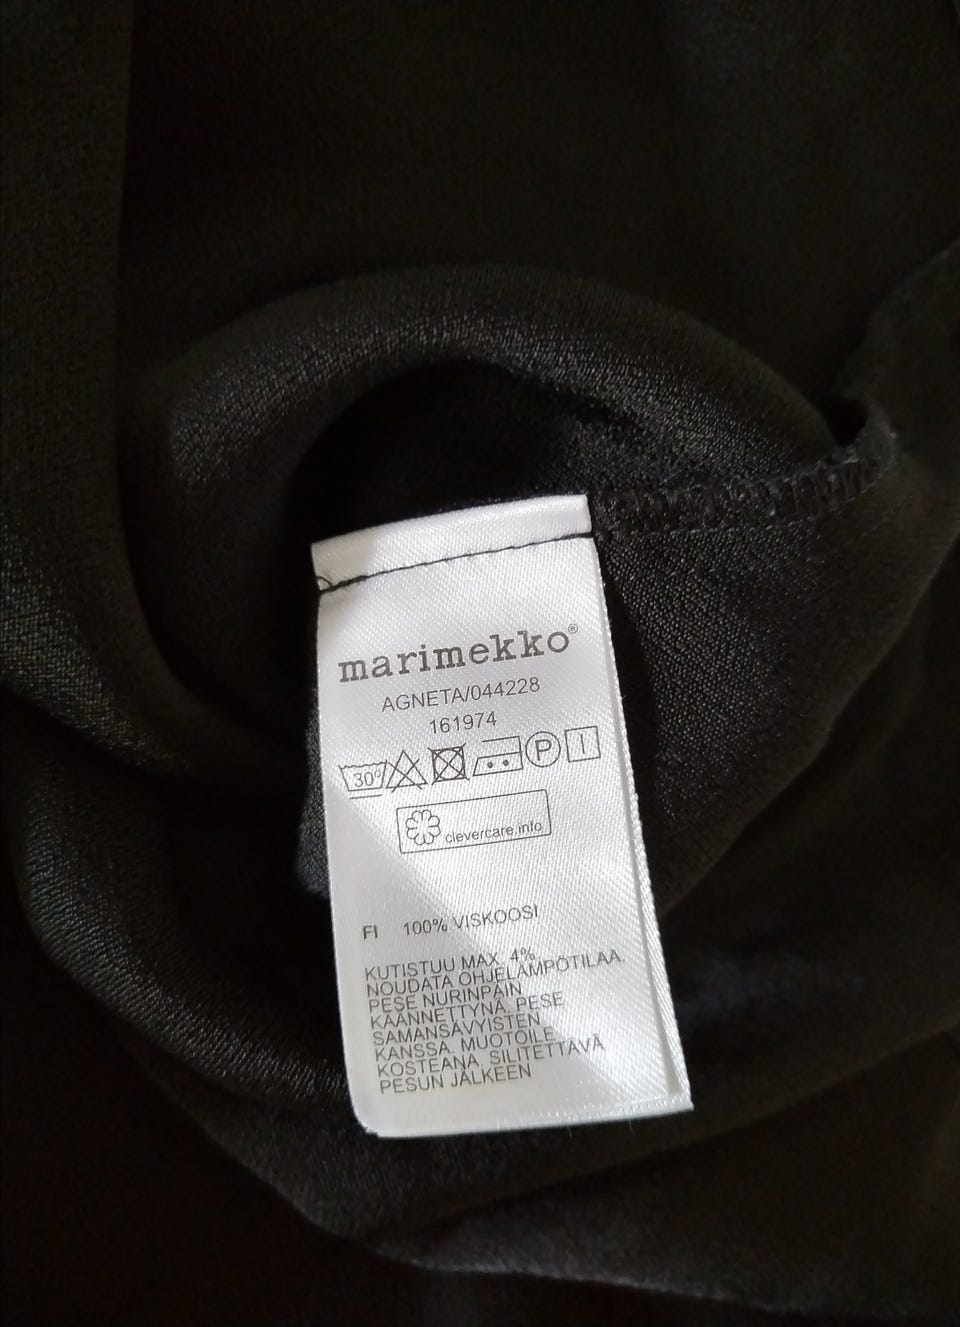 marimekko®
AGNETA/044228
161974
30° P I
clevercare.info
FI 100% VISKOOSI
KUTISTUU MAX. 4%.
NOUDATA OHJELÄMPÖTILAA.
PESE NURINPÄIN
KÄÄNNETTYNÄ, PESE
SAMANSÄVYISTEN
KANSSA, MUOTOILE
KOSTEANA, SILITETTÄVÄ
PESUN JÄLKEEN